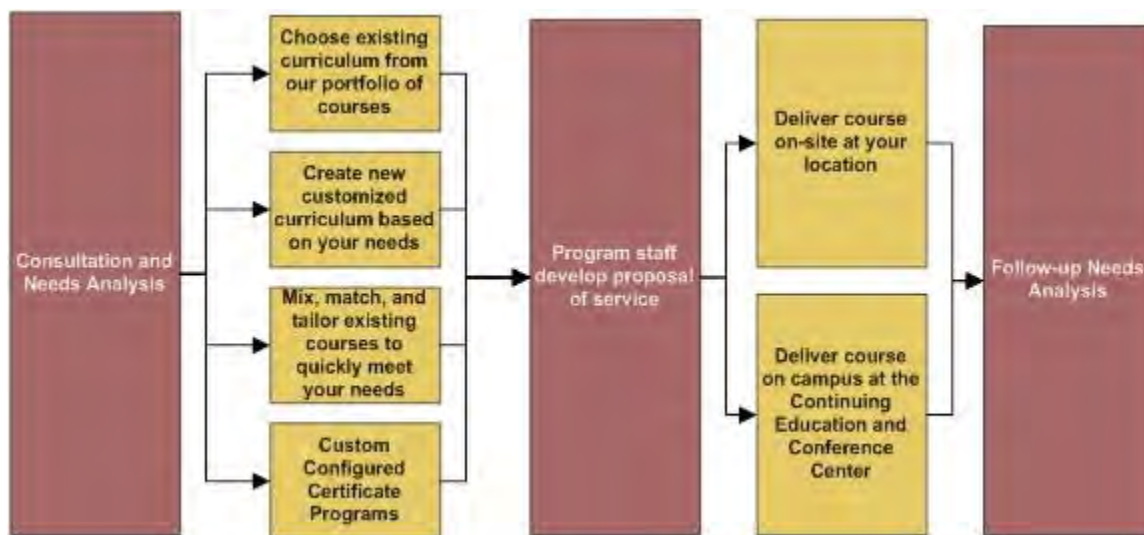 Consultation and
Needs Analysis
Choose existing
curriculum from
our portfolio of
courses
Create new
customized
curriculum based
on your needs
Mix, match, and
tailor existing
courses to
quickly meet
your needs
Custom
Configured
Certificate
Programs
Program staff
develop proposal
of service
Deliver course
on-site at your
location
Deliver course
on campus at the
Continuing
Education and
Conference
Center
Follow-up Needs
Analysis